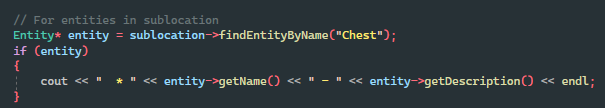 // For entities in sublocation
Entity* entity = sublocation->findEntityByName("Chest");
if (entity)
{
    cout << "  * " << entity->getName() << " - " << entity->getDescription() << endl;
}